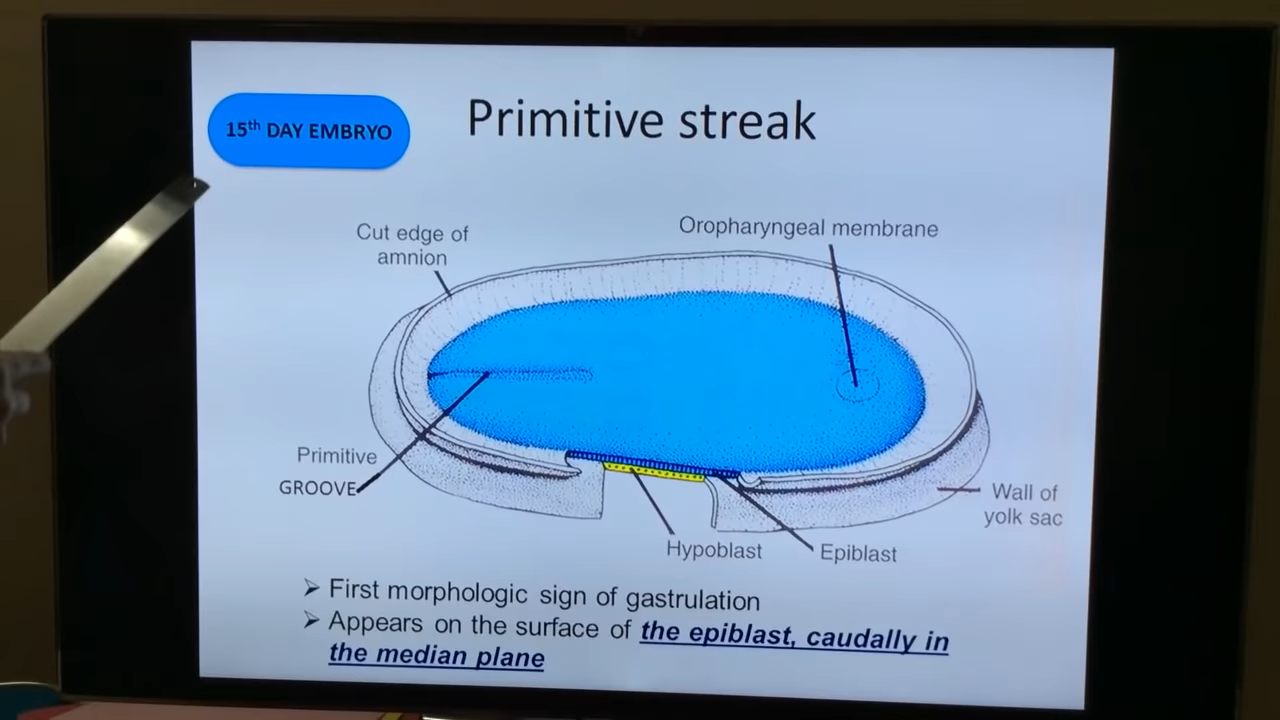 15th DAY EMBRYO
Primitive streak
Cut edge of
amnion
Oropharyngeal membrane
Primitive
GROOVE
Wall of
yolk sac
Hypoblast
Epiblast
➢ First morphologic sign of gastrulation
➢ Appears on the surface of the epiblast, caudally in
the median plane